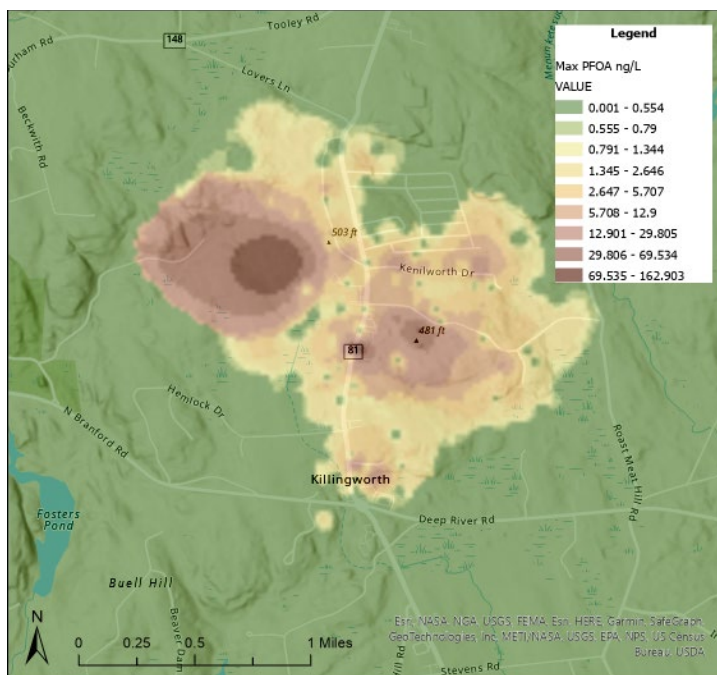 Tooley Rd
148
Durham Rd
Lovers Ln
Beckwith Rd
Legend
Max PFOA ng/L
VALUE
0.001 - 0.554
0.555 - 0.79
0.791 - 1.344
1.345 - 2.646
2.647 - 5.707
5.708 - 12.9
12.901 - 29.805
29.806 - 69.534
69.535 - 162.903
503 ft
Kenilworth Dr
481 ft
81
Hemlock Dr
N Branford Rd
Roast Meat Hill Rd
Killingworth
Fosters
Pond
Deep River Rd
Buell Hill
Beaver Dam
N
0 0.25 0.5 1 Miles
Esri, NASA, NGA, USGS, FEMA, Esri, HERE, Garmin, SafeGraph,
GeoTechnologies, Inc, METI/NASA, USGS, EPA, NPS, US Census
Bureau, USDA
Stevens Rd